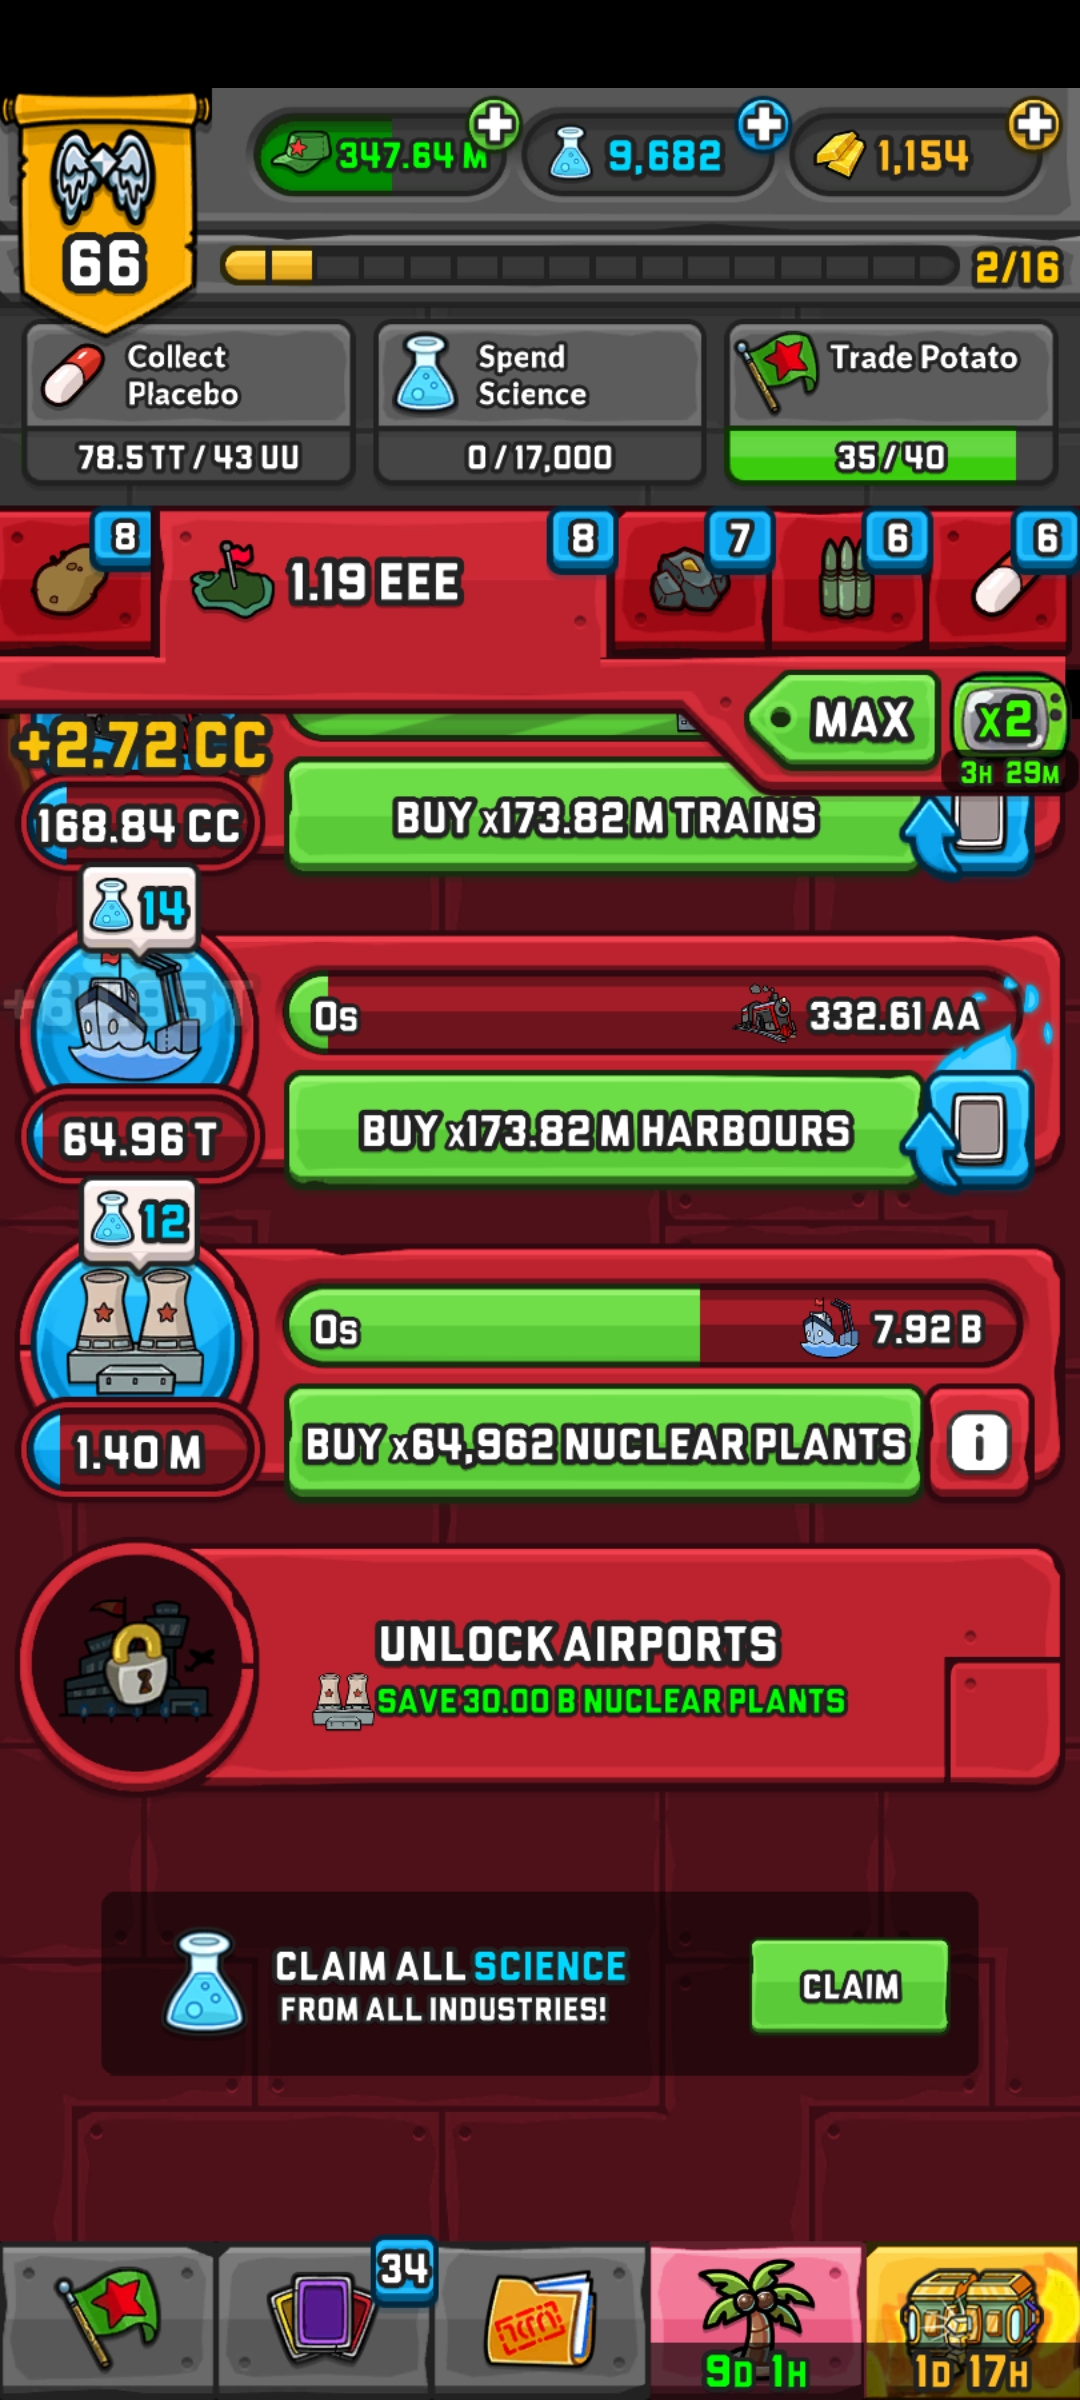 347.64 M
9,682
1,154
66
2/16
Collect Placebo
78.5 TT / 43 UU
Spend Science
0 / 17,000
Trade Potato
35 / 40
8
1.19 EEE
8
7
6
6
MAX
x2
3H 29M
+2.72 CC
168.84 CC
BUY x173.82 M TRAINS
14
0s
332.61 AA
64.96 T
BUY x173.82 M HARBOURS
12
0s
7.92 B
1.40 M
BUY x64,962 NUCLEAR PLANTS
i
UNLOCK AIRPORTS
SAVE 30.00 B NUCLEAR PLANTS
CLAIM ALL SCIENCE
FROM ALL INDUSTRIES!
CLAIM
34
9D 1H
1D 17H